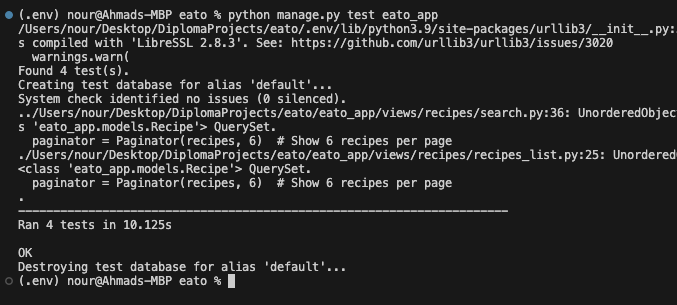 (.env) nour@Ahmads-MBP eato % python manage.py test eato_app
/Users/nour/Desktop/DiplomaProjects/eato/.env/lib/python3.9/site-packages/urllib3/__init__.py:
s compiled with 'LibreSSL 2.8.3'. See: https://github.com/urllib3/urllib3/issues/3020
  warnings.warn(
Found 4 test(s).
Creating test database for alias 'default'...
System check identified no issues (0 silenced).
../Users/nour/Desktop/DiplomaProjects/eato/eato_app/views/recipes/search.py:36: UnorderedObjec
s 'eato_app.models.Recipe'> QuerySet.
  paginator = Paginator(recipes, 6)  # Show 6 recipes per page
./Users/nour/Desktop/DiplomaProjects/eato/eato_app/views/recipes/recipes_list.py:25: Unordered
<class 'eato_app.models.Recipe'> QuerySet.
  paginator = Paginator(recipes, 6)  # Show 6 recipes per page
.
----------------------------------------------------------------------
Ran 4 tests in 10.125s

OK
Destroying test database for alias 'default'...
(.env) nour@Ahmads-MBP eato %